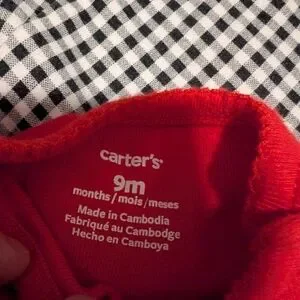 carter's
9m
months/mois/meses
Made in Cambodia
Fabriqué au Cambodge
Hecho en Camboya